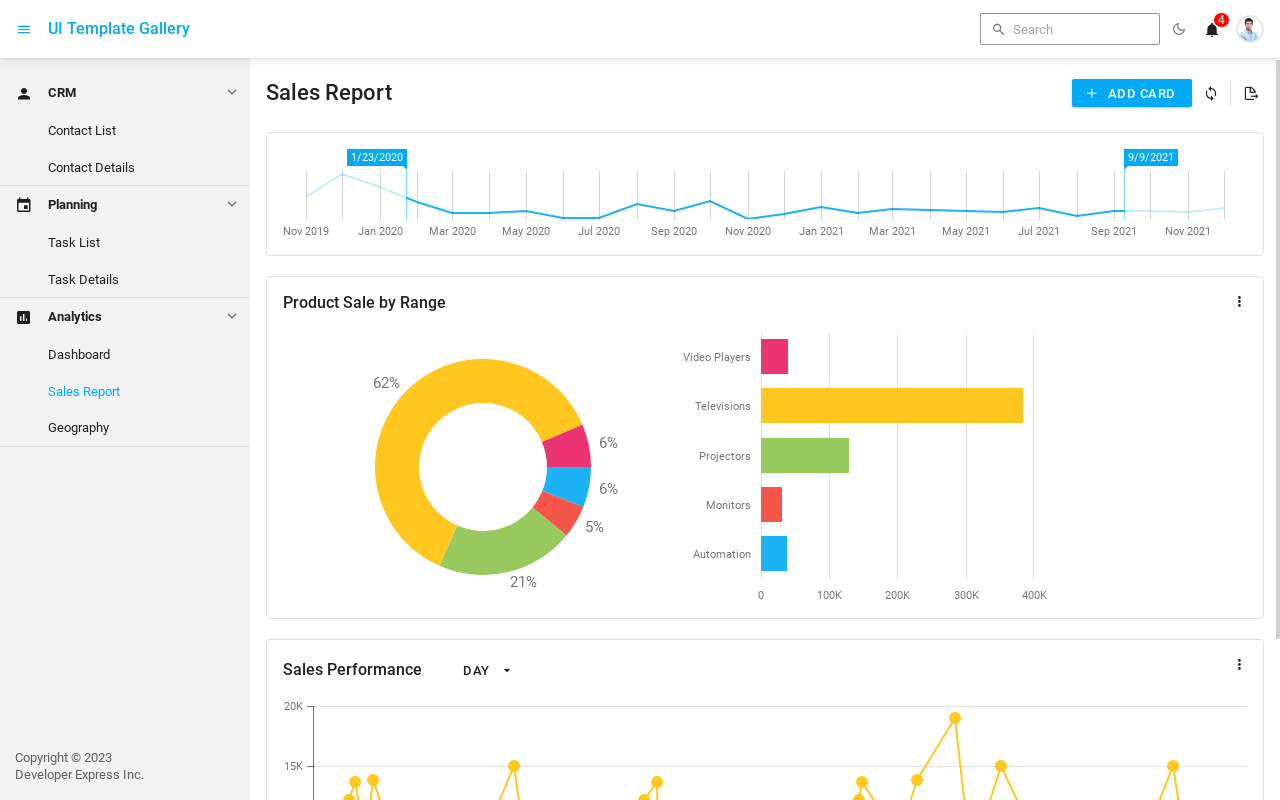 UI Template Gallery
Search
4
CRM
Contact List
Contact Details
Planning
Task List
Task Details
Analytics
Dashboard
Sales Report
Geography
Copyright © 2023
Developer Express Inc.
Sales Report
ADD CARD
1/23/2020
9/9/2021
Nov 2019
Jan 2020
Mar 2020
May 2020
Jul 2020
Sep 2020
Nov 2020
Jan 2021
Mar 2021
May 2021
Jul 2021
Sep 2021
Nov 2021
Product Sale by Range
62%
6%
6%
5%
21%
Video Players
Televisions
Projectors
Monitors
Automation
0
100K
200K
300K
400K
Sales Performance
DAY
20K
15K